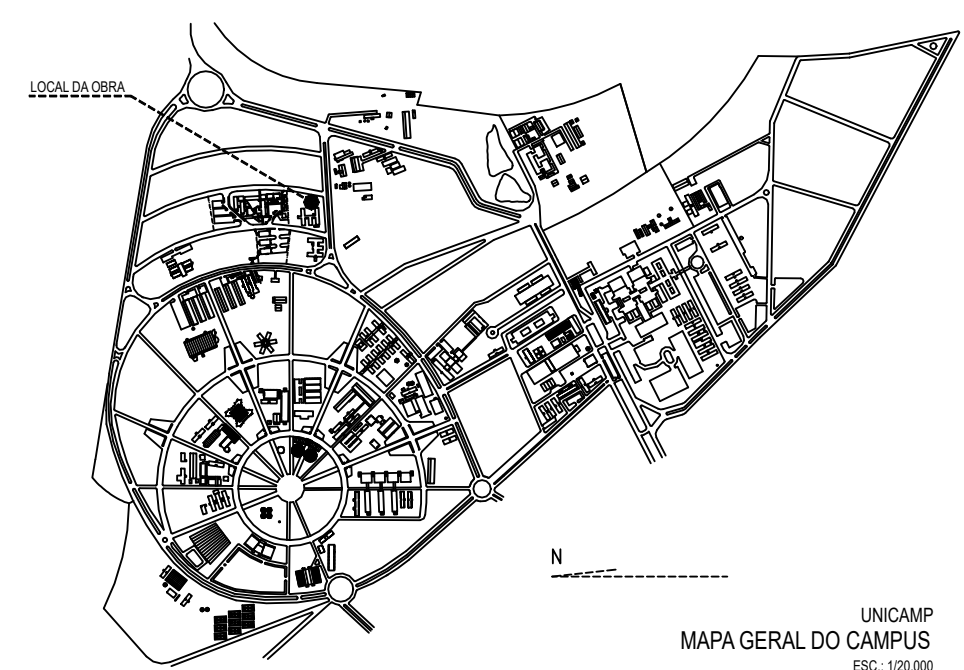 LOCAL DA OBRA
N
UNICAMP
MAPA GERAL DO CAMPUS
ESC.: 1/20.000